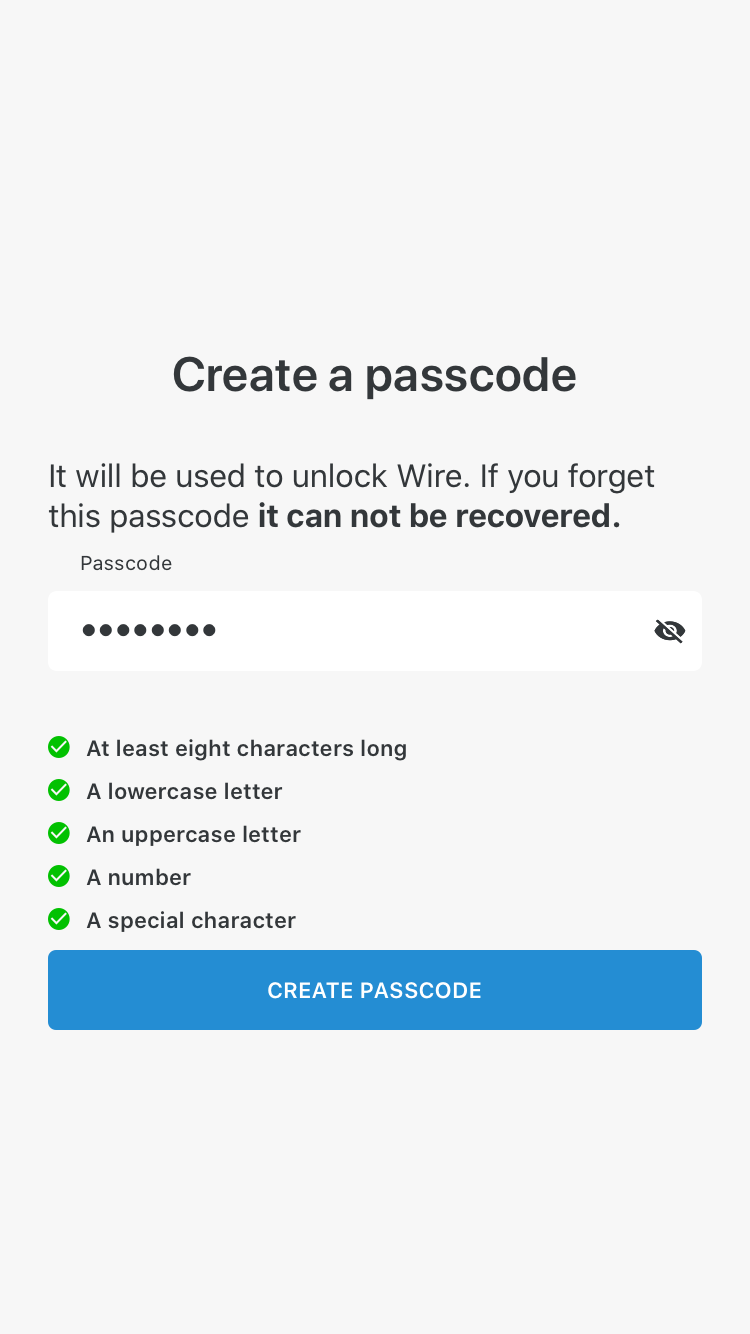 Create a passcode
It will be used to unlock Wire. If you forget
this passcode it can not be recovered.
Passcode
••••••••
At least eight characters long
A lowercase letter
An uppercase letter
A number
A special character
CREATE PASSCODE